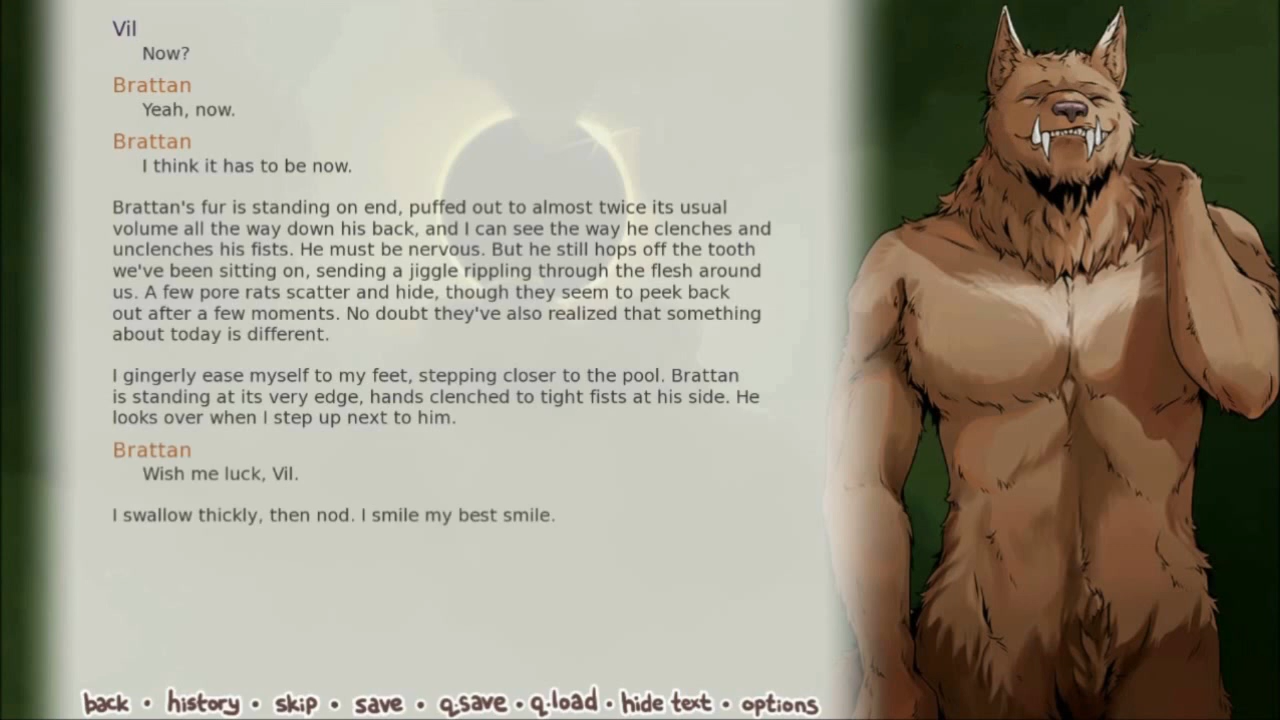 Vil
Now?
Brattan
Yeah, now.
Brattan
I think it has to be now.
Brattan's fur is standing on end, puffed out to almost twice its usual
volume all the way down his back, and I can see the way he clenches and
unclenches his fists. He must be nervous. But he still hops off the tooth
we've been sitting on, sending a jiggle rippling through the flesh around
us. A few pore rats scatter and hide, though they seem to peek back
out after a few moments. No doubt they've also realized that something
about today is different.
I gingerly ease myself to my feet, stepping closer to the pool. Brattan
is standing at its very edge, hands clenched to tight fists at his side. He
looks over when I step up next to him.
Brattan
Wish me luck, Vil.
I swallow thickly, then nod. I smile my best smile.
back • history • skip • save • q.save • q.load • hide text • options